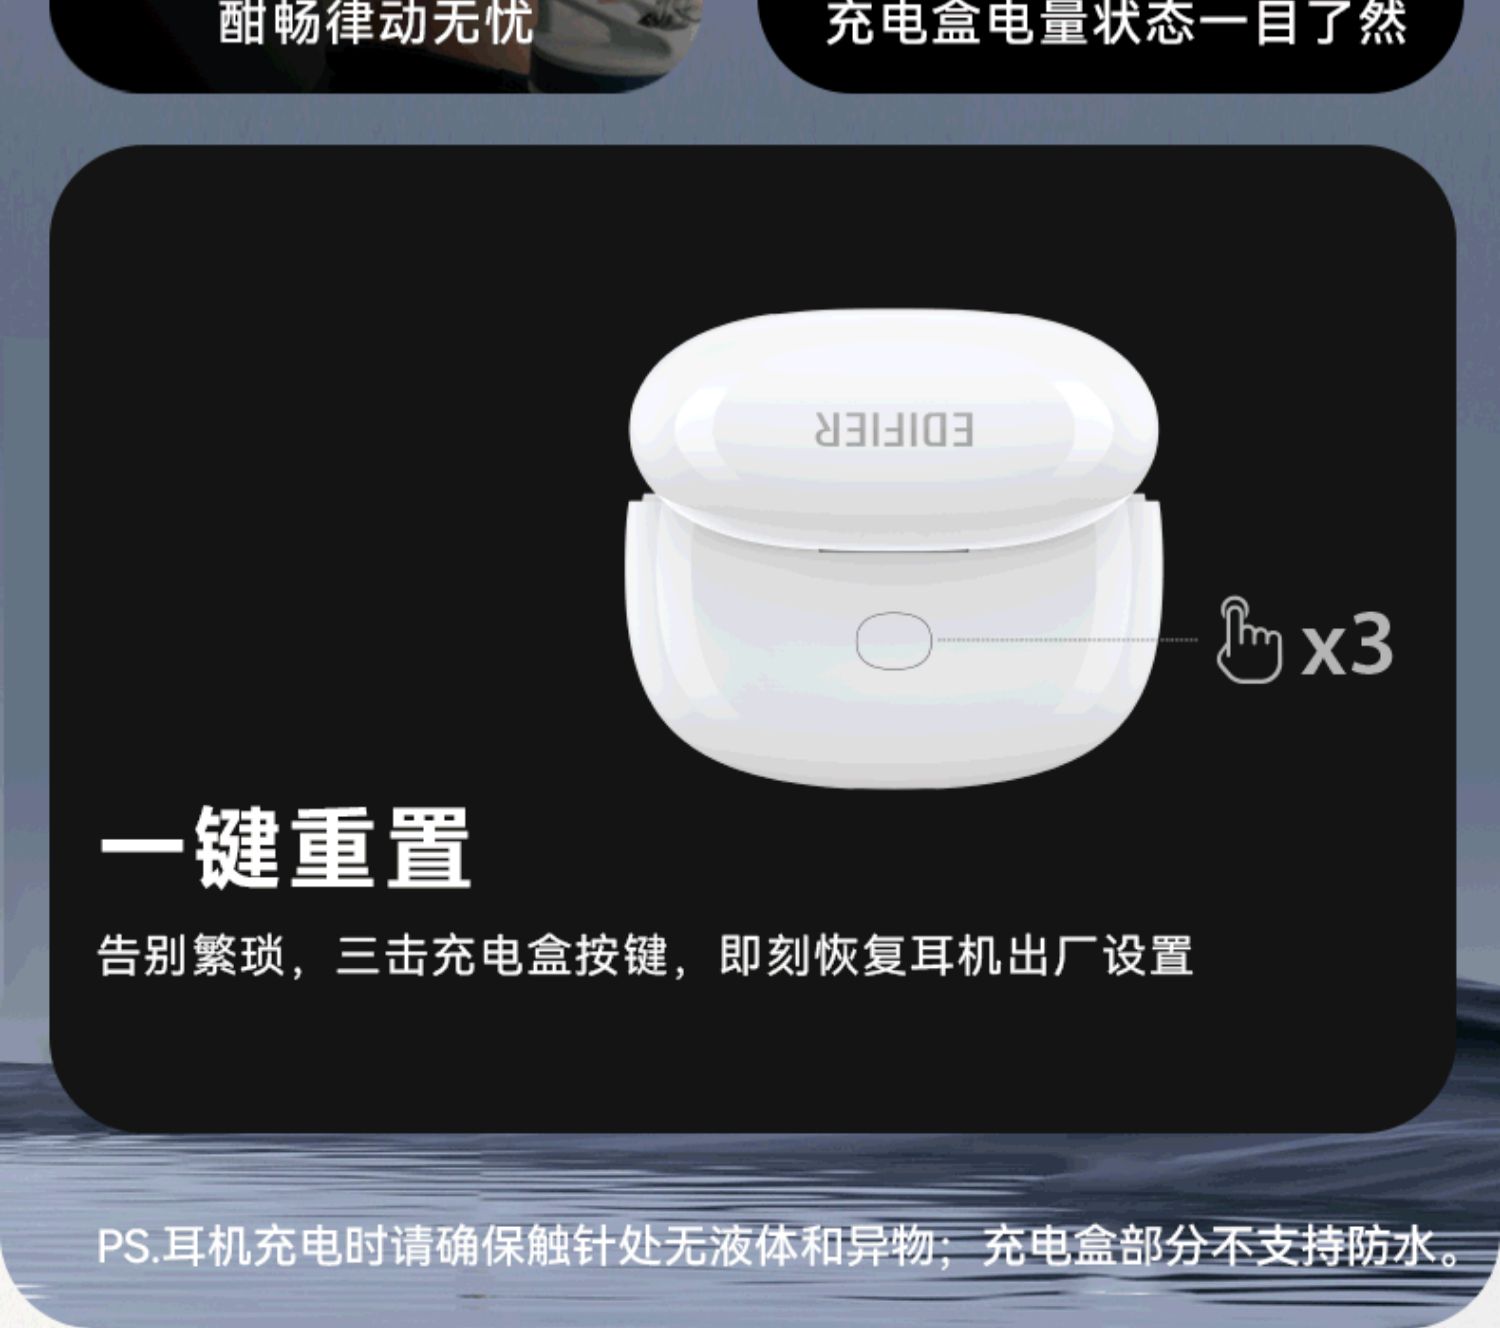 酣畅律动无忧
充电盒电量状态一目了然
EDIFIER
x3
一键重置
告别繁琐，三击充电盒按键，即刻恢复耳机出厂设置
PS.耳机充电时请确保触针处无液体和异物；充电盒部分不支持防水。